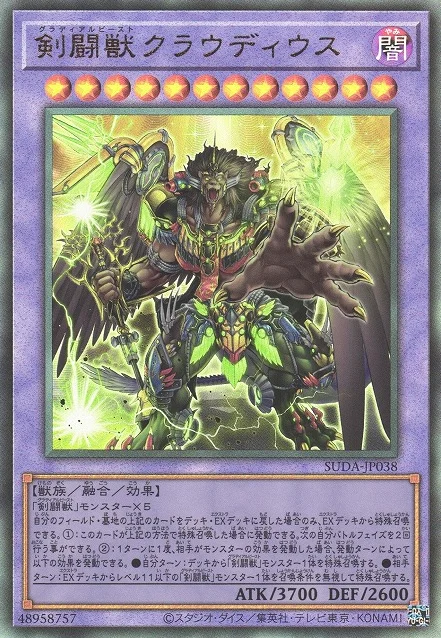 グラディアルビースト
剣闘獣クラウディウス
やみ
闇
SUDA-JP038
【獣族／融合／効果】
「剣闘獣」モンスター×5
自分のフィールド・墓地の上記のカードをデッキ・EXデッキに戻した場合のみ、EXデッキから特殊召喚
できる。①：このカードが上記の方法で特殊召喚した場合に発動できる。次の自分バトルフェイズを2回
行う事ができる。②：1ターンに1度、相手がモンスターの効果を発動した場合、発動ターンによって
以下の効果を発動できる。●自分ターン：デッキから「剣闘獣」モンスター1体を特殊召喚する。●相手
ターン：EXデッキからレベル11以下の「剣闘獣」モンスター1体を召喚条件を無視して特殊召喚する。
ATK/3700 DEF/2600
48958757
©スタジオ・ダイス／集英社・テレビ東京・KONAMI